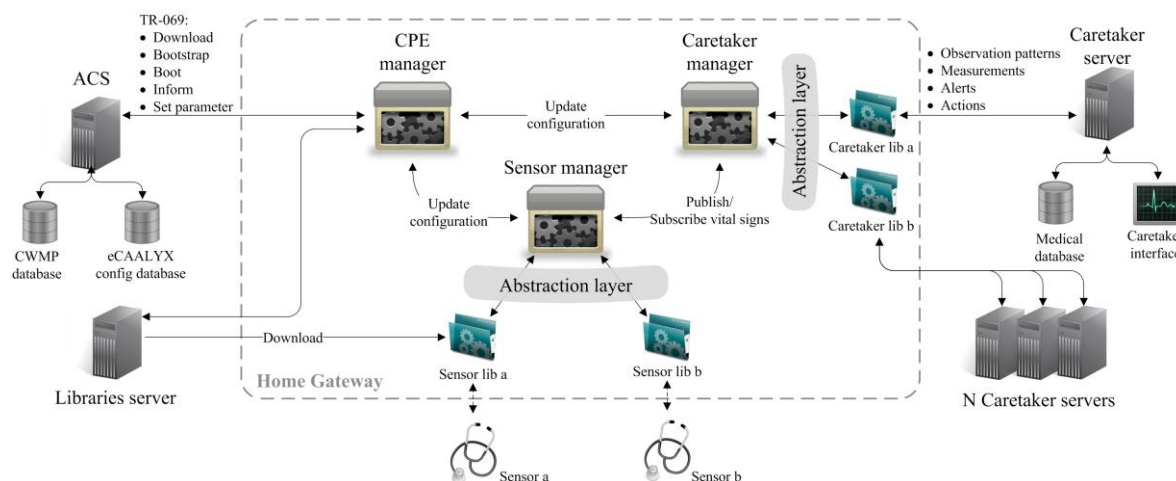 TR-069:
• Download
• Bootstrap
• Boot
• Inform
• Set parameter
ACS
CPE
manager
Caretaker
manager
Abstraction layer
• Observation patterns
• Measurements
• Alerts
• Actions
Caretaker
server
Update
configuration
Caretaker lib a
Sensor manager
Update
configuration
Publish/
Subscribe vital signs
Caretaker lib b
CWMP
database
eCAALYX
config database
Medical
database
Caretaker
interface
Abstraction layer
Download
Sensor lib a
Sensor lib b
Home Gateway
Libraries server
N Caretaker servers
Sensor a
Sensor b